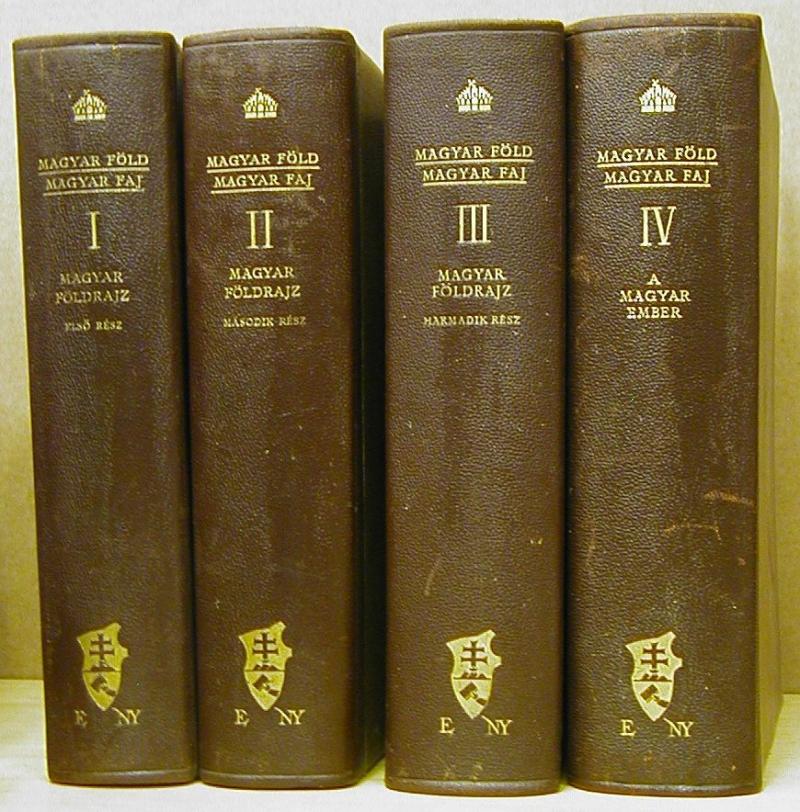 MAGYAR FÖLD
MAGYAR FAJ
I
MAGYAR
FÖLDRAJZ
ELSŐ RÉSZ
E NY
MAGYAR FÖLD
MAGYAR FAJ
II
MAGYAR
FÖLDRAJZ
MÁSODIK RÉSZ
E NY
MAGYAR FÖLD
MAGYAR FAJ
III
MAGYAR
FÖLDRAJZ
HARMADIK RÉSZ
E NY
MAGYAR FÖLD
MAGYAR FAJ
IV
A
MAGYAR
EMBER
E NY